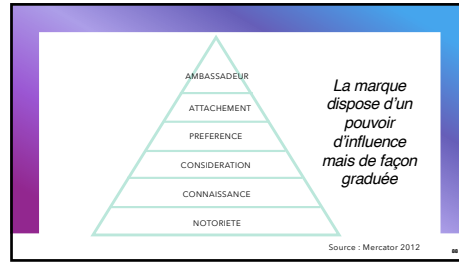 AMBASSADEUR
ATTACHEMENT
PREFERENCE
CONSIDERATION
CONNAISSANCE
NOTORIETE
La marque
dispose d'un
pouvoir
d'influence
mais de façon
graduée
Source : Mercator 2012